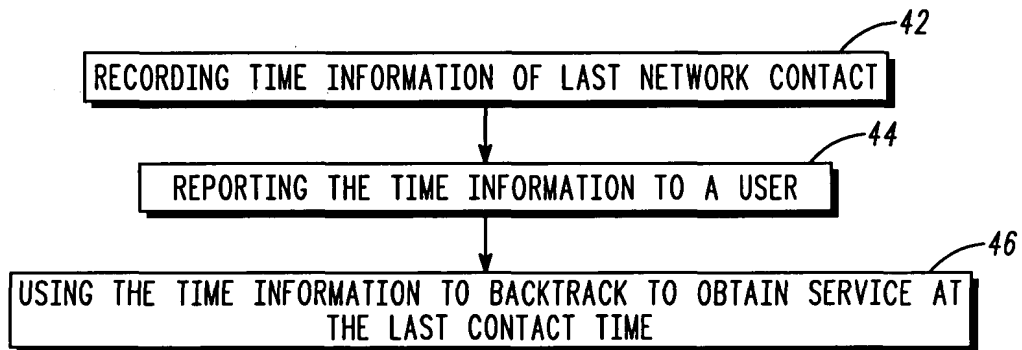 42
RECORDING TIME INFORMATION OF LAST NETWORK CONTACT
44
REPORTING THE TIME INFORMATION TO A USER
46
USING THE TIME INFORMATION TO BACKTRACK TO OBTAIN SERVICE AT
THE LAST CONTACT TIME